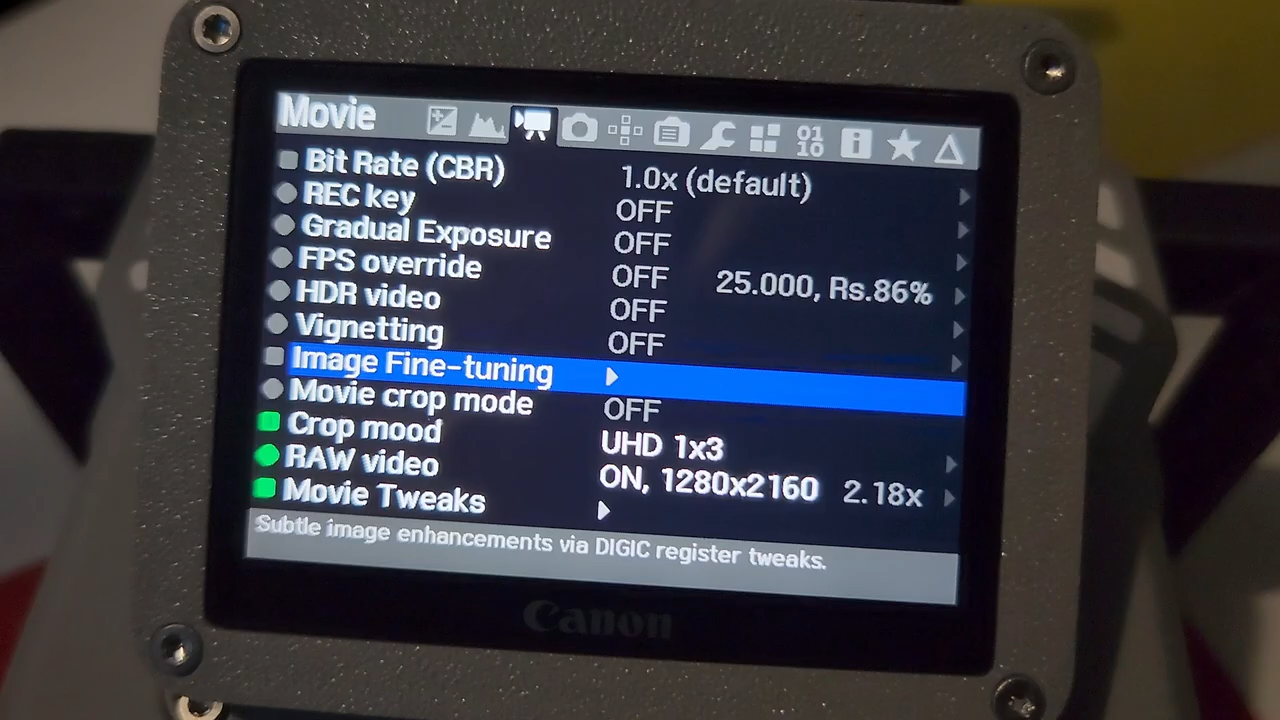 Movie 01 10
Bit Rate (CBR) 1.0x (default)
REC key OFF
Gradual Exposure OFF
FPS override OFF 25.000, Rs.86%
HDR video OFF
Vignetting OFF
Image Fine-tuning
Movie crop mode OFF
Crop mood UHD 1x3
RAW video ON, 1280x2160 2.18x
Movie Tweaks
Subtle image enhancements via DIGIC register tweaks.
Canon